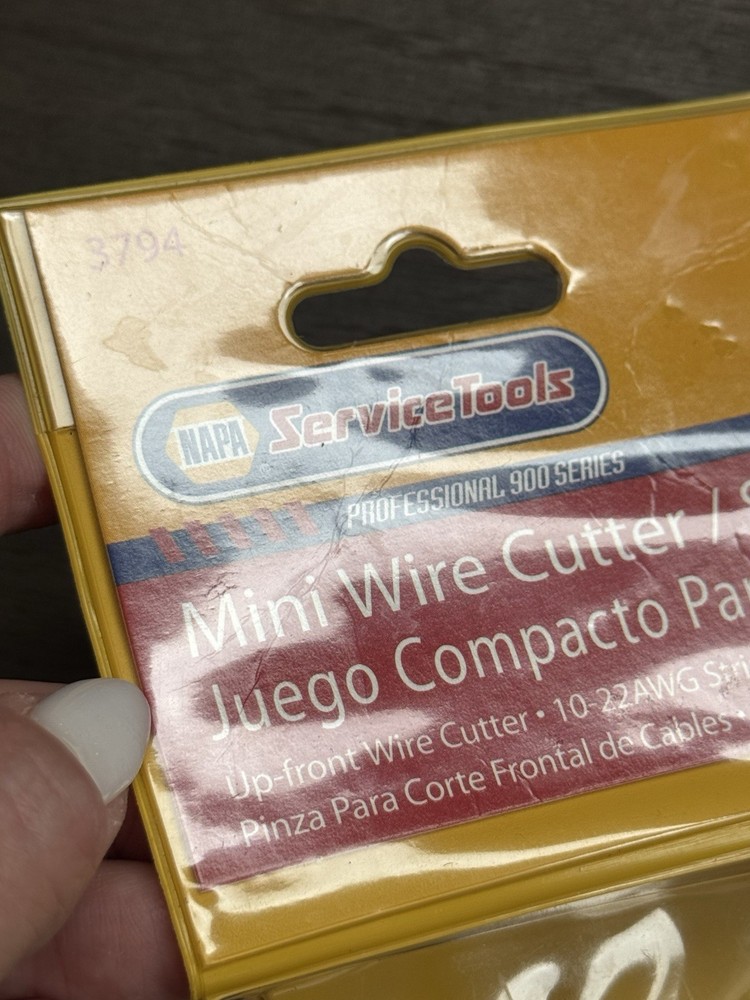 3794
NAPA ServiceTools
PROFESSIONAL 900 SERIES
Mini Wire Cutter /
Juego Compacto
Up-front Wire Cutter • 10-22AWG
Pinza Para Corte Frontal de Cables •